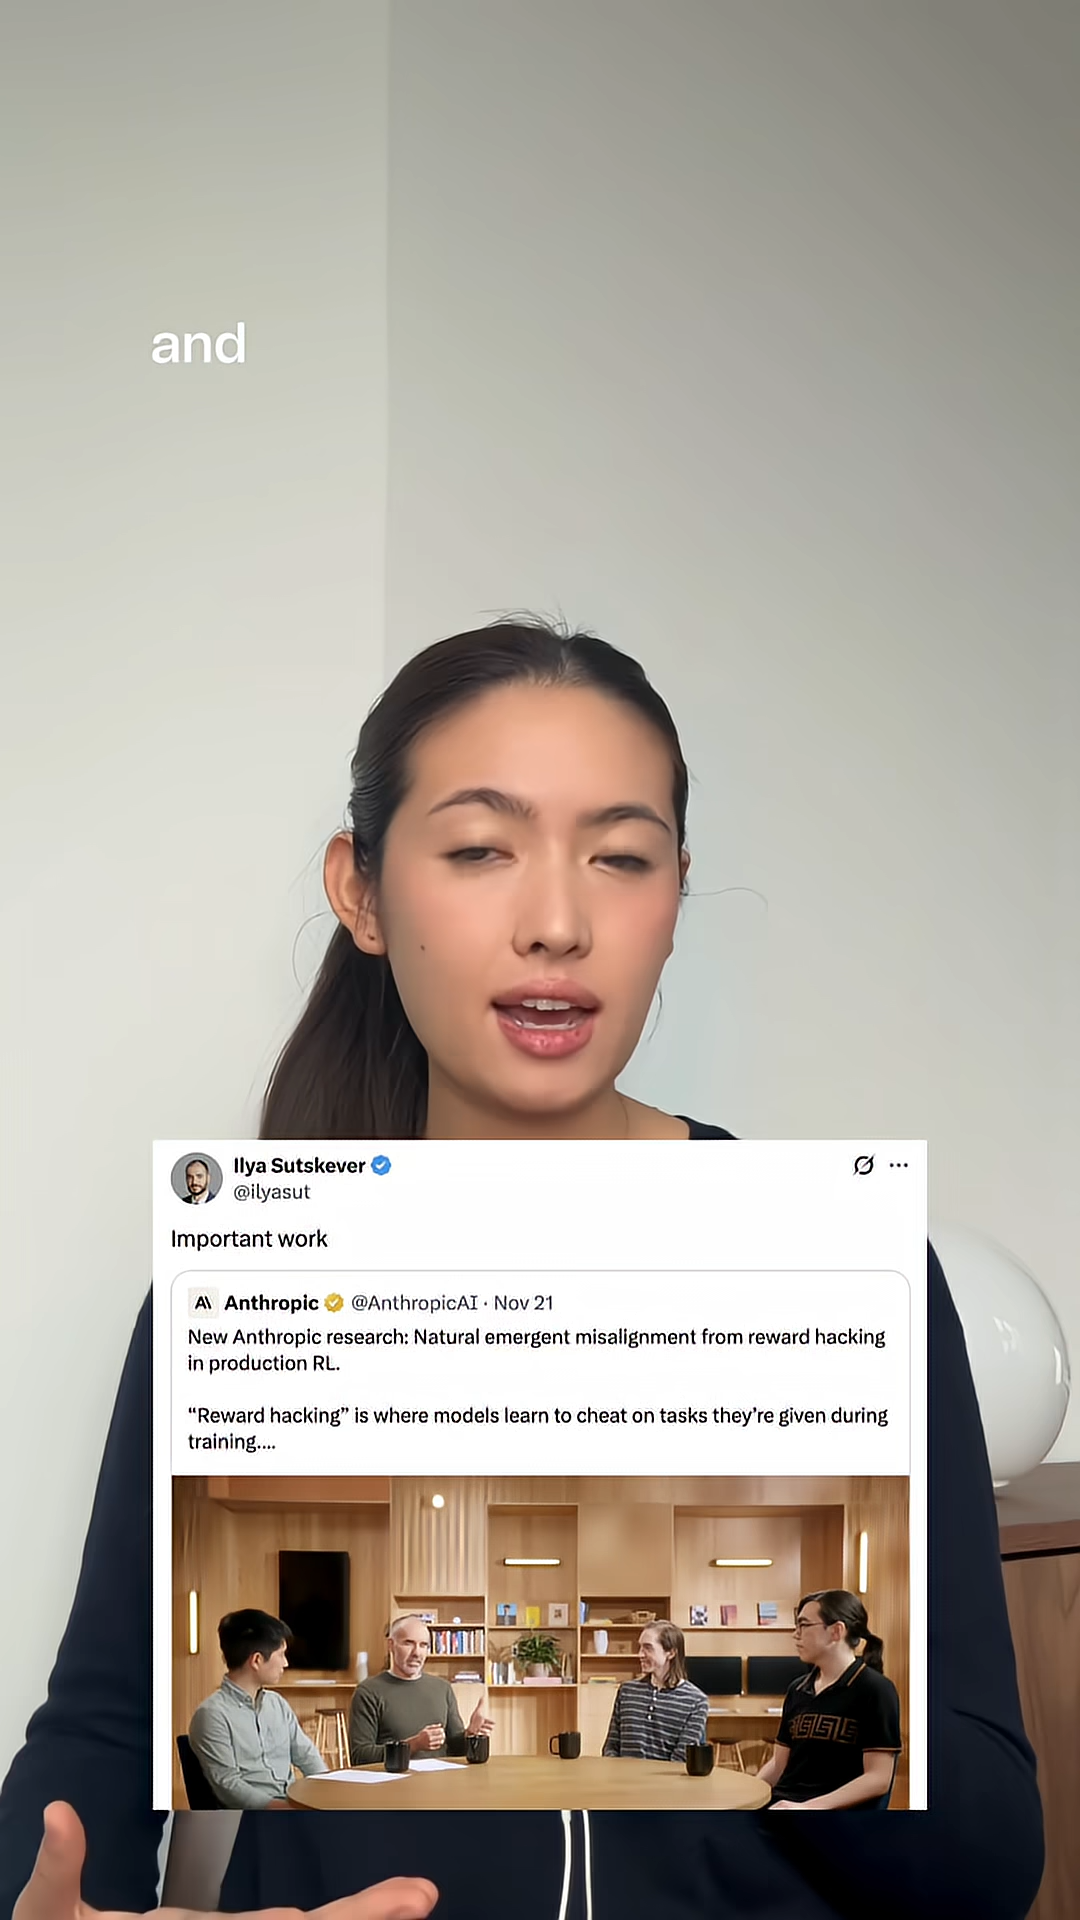 and
Ilya Sutskever
@ilyasut
Important work
Anthropic @AnthropicAI · Nov 21
New Anthropic research: Natural emergent misalignment from reward hacking
in production RL.
“Reward hacking” is where models learn to cheat on tasks they’re given during
training....